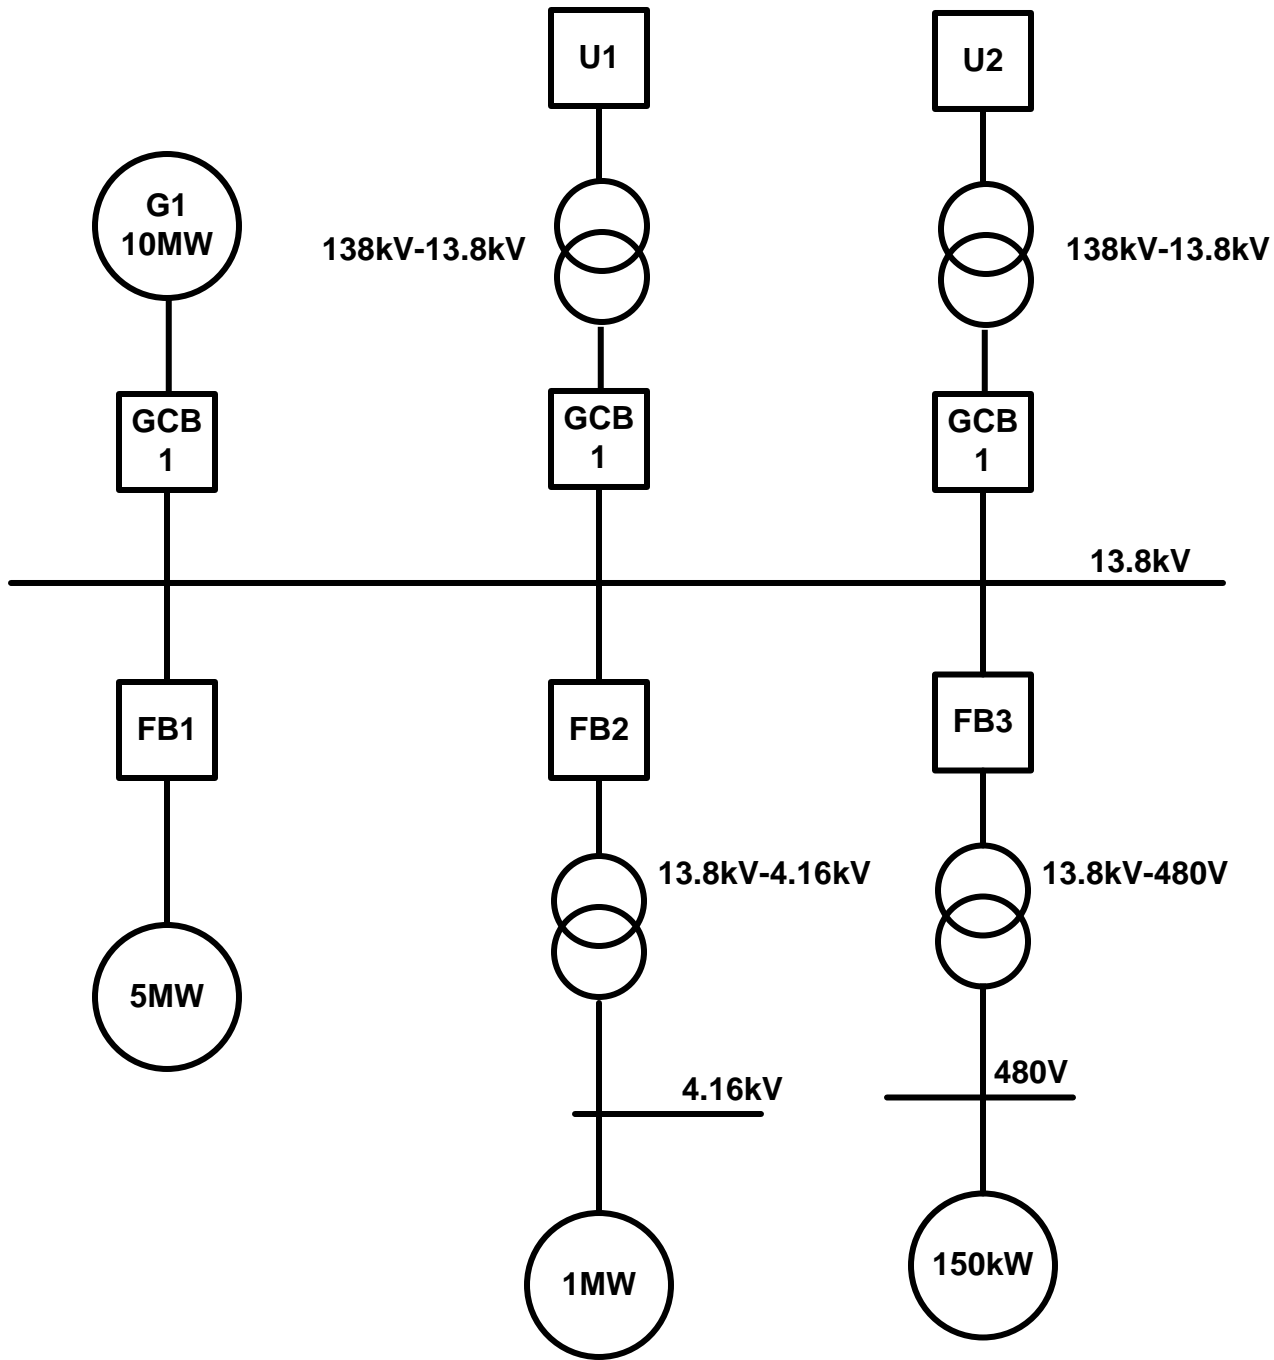 U1
U2
G1
10MW
138kV-13.8kV
138kV-13.8kV
GCB
1
GCB
1
GCB
1
13.8kV
FB1
FB2
FB3
13.8kV-4.16kV
13.8kV-480V
5MW
4.16kV
480V
1MW
150kW